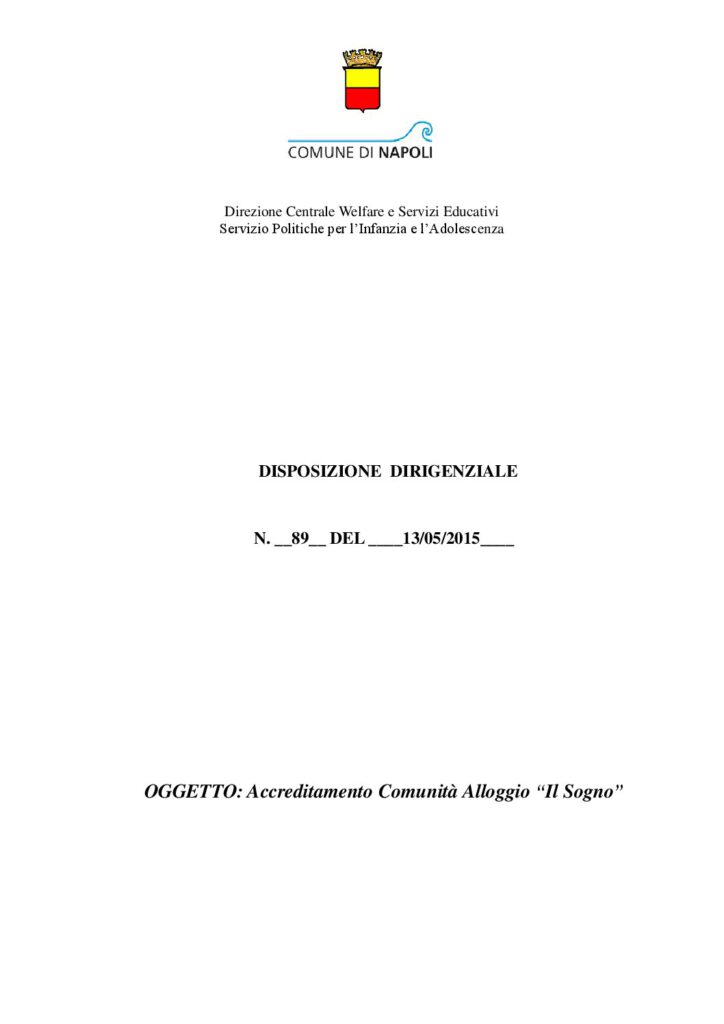 COMUNE DI NAPOLI
Direzione Centrale Welfare e Servizi Educativi
Servizio Politiche per l’Infanzia e l’Adolescenza
DISPOSIZIONE DIRIGENZIALE
N. __89__ DEL ____13/05/2015____
OGGETTO: Accreditamento Comunità Alloggio “Il Sogno”